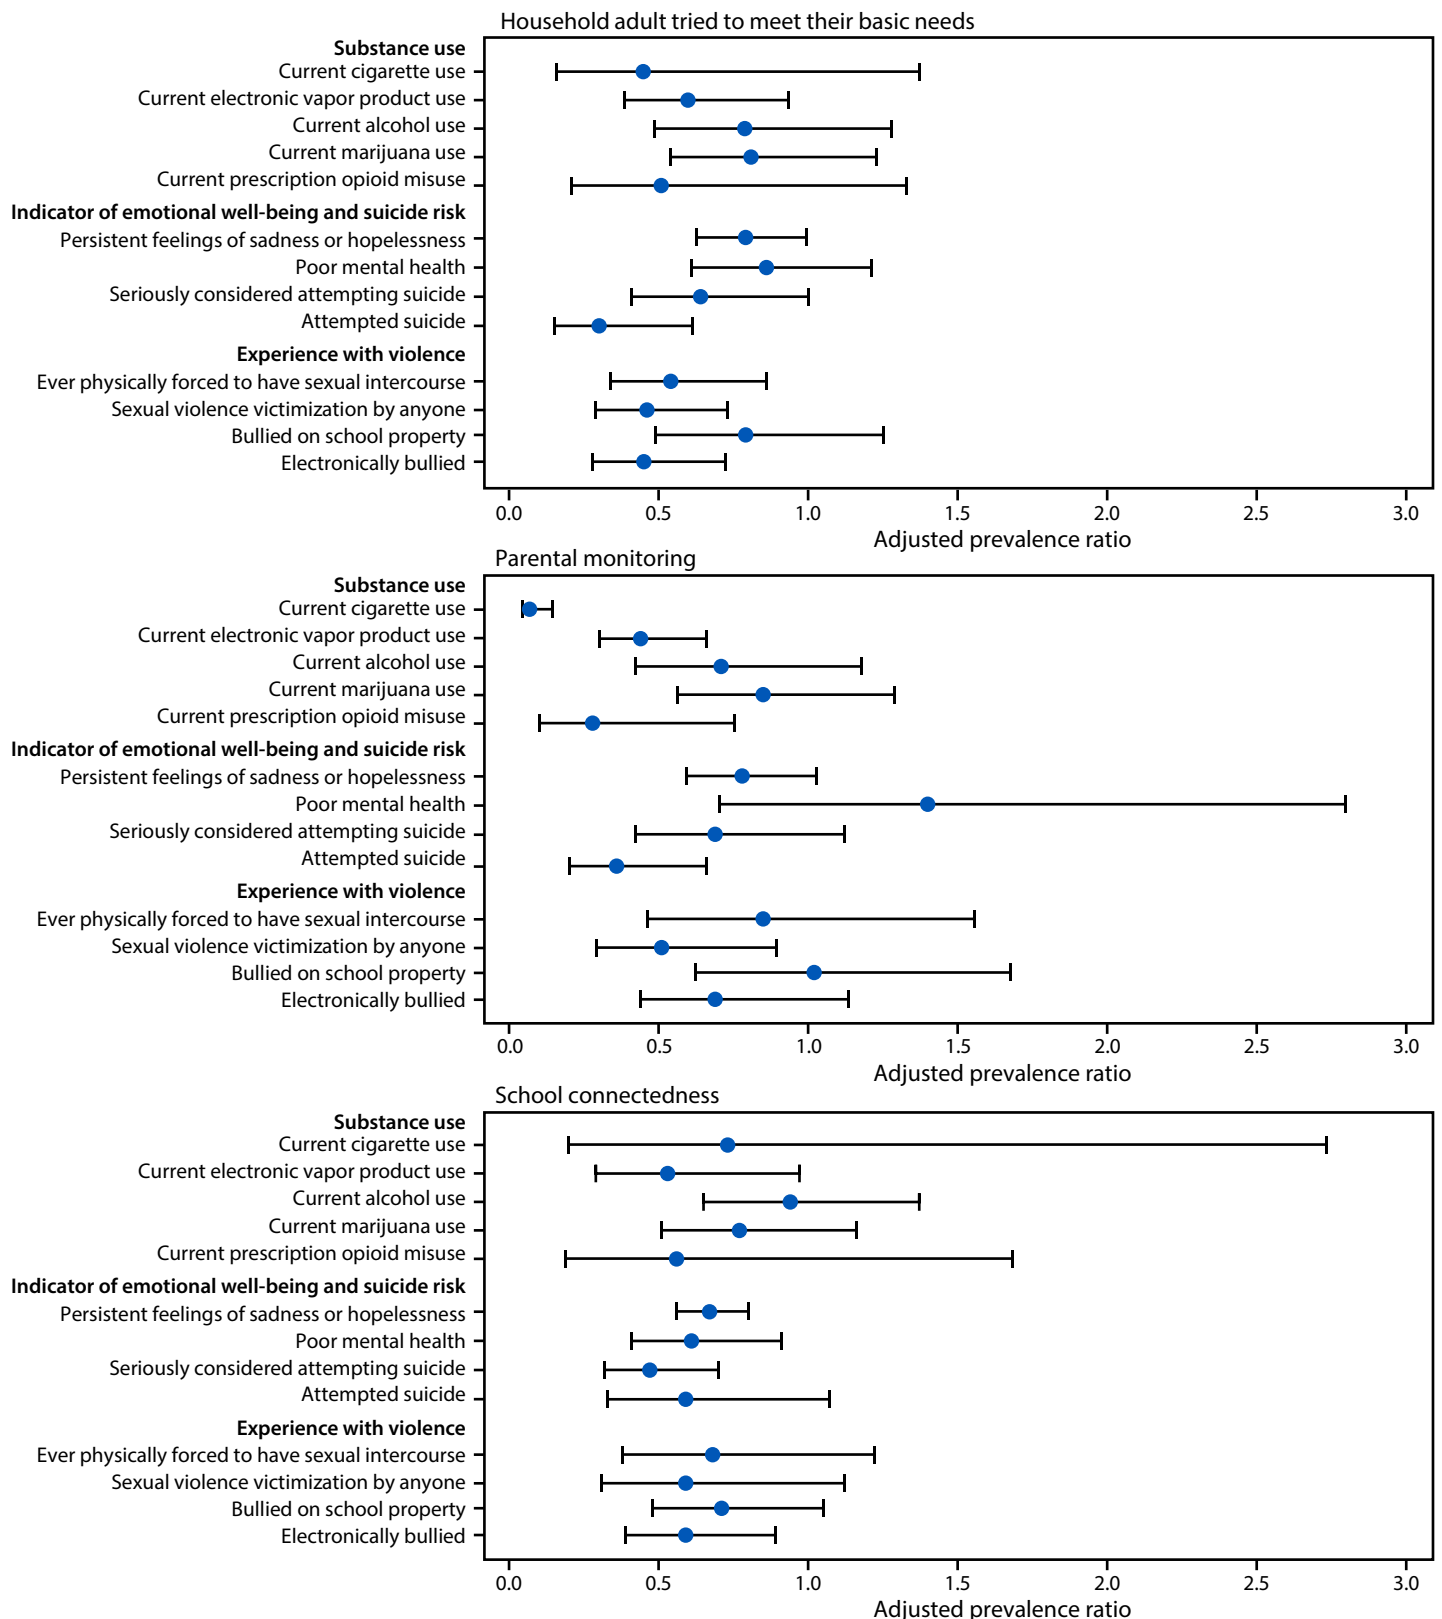 Household adult tried to meet their basic needs
Substance use
Current cigarette use
Current electronic vapor product use
Current alcohol use
Current marijuana use
Current prescription opioid misuse
Indicator of emotional well-being and suicide risk
Persistent feelings of sadness or hopelessness
Poor mental health
Seriously considered attempting suicide
Attempted suicide
Experience with violence
Ever physically forced to have sexual intercourse
Sexual violence victimization by anyone
Bullied on school property
Electronically bullied
0.0 0.5 1.0 1.5 2.0 2.5 3.0
Adjusted prevalence ratio
Parental monitoring
Substance use
Current cigarette use
Current electronic vapor product use
Current alcohol use
Current marijuana use
Current prescription opioid misuse
Indicator of emotional well-being and suicide risk
Persistent feelings of sadness or hopelessness
Poor mental health
Seriously considered attempting suicide
Attempted suicide
Experience with violence
Ever physically forced to have sexual intercourse
Sexual violence victimization by anyone
Bullied on school property
Electronically bullied
0.0 0.5 1.0 1.5 2.0 2.5 3.0
Adjusted prevalence ratio
School connectedness
Substance use
Current cigarette use
Current electronic vapor product use
Current alcohol use
Current marijuana use
Current prescription opioid misuse
Indicator of emotional well-being and suicide risk
Persistent feelings of sadness or hopelessness
Poor mental health
Seriously considered attempting suicide
Attempted suicide
Experience with violence
Ever physically forced to have sexual intercourse
Sexual violence victimization by anyone
Bullied on school property
Electronically bullied
0.0 0.5 1.0 1.5 2.0 2.5 3.0
Adjusted prevalence ratio